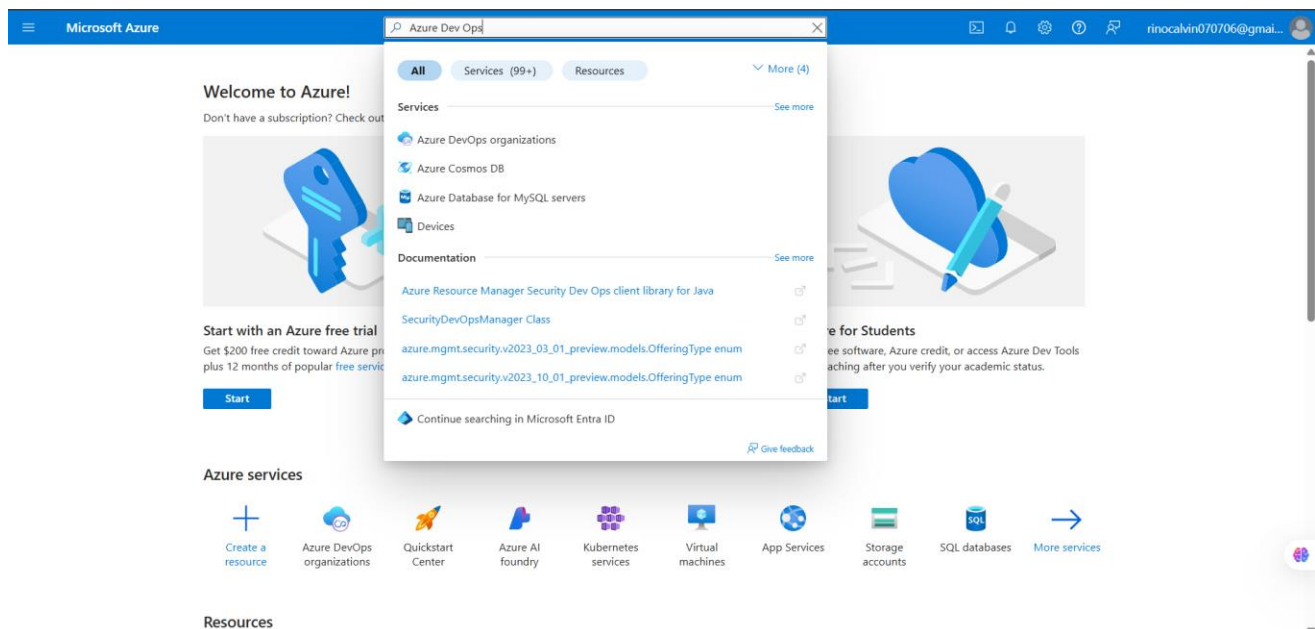 Microsoft Azure
Azure Dev Ops
rinocalvin070706@gmai...
All
Services (99+)
Resources
More (4)
Services
See more
Azure DevOps organizations
Azure Cosmos DB
Azure Database for MySQL servers
Devices
Documentation
See more
Azure Resource Manager Security Dev Ops client library for Java
SecurityDevOpsManager Class
azure.mgmt.security.v2023_03_01_preview.models.OfferingType enum
azure.mgmt.security.v2023_10_01_preview.models.OfferingType enum
Continue searching in Microsoft Entra ID
Give feedback
Welcome to Azure!
Don't have a subscription? Check out
Start with an Azure free trial
Get $200 free credit toward Azure pro
plus 12 months of popular free servic
Start
e for Students
ee software, Azure credit, or access Azure Dev Tools
aching after you verify your academic status.
tart
Azure services
Create a
resource
Azure DevOps
organizations
Quickstart
Center
Azure AI
foundry
Kubernetes
services
Virtual
machines
App Services
Storage
accounts
SQL
SQL databases
More services
Resources